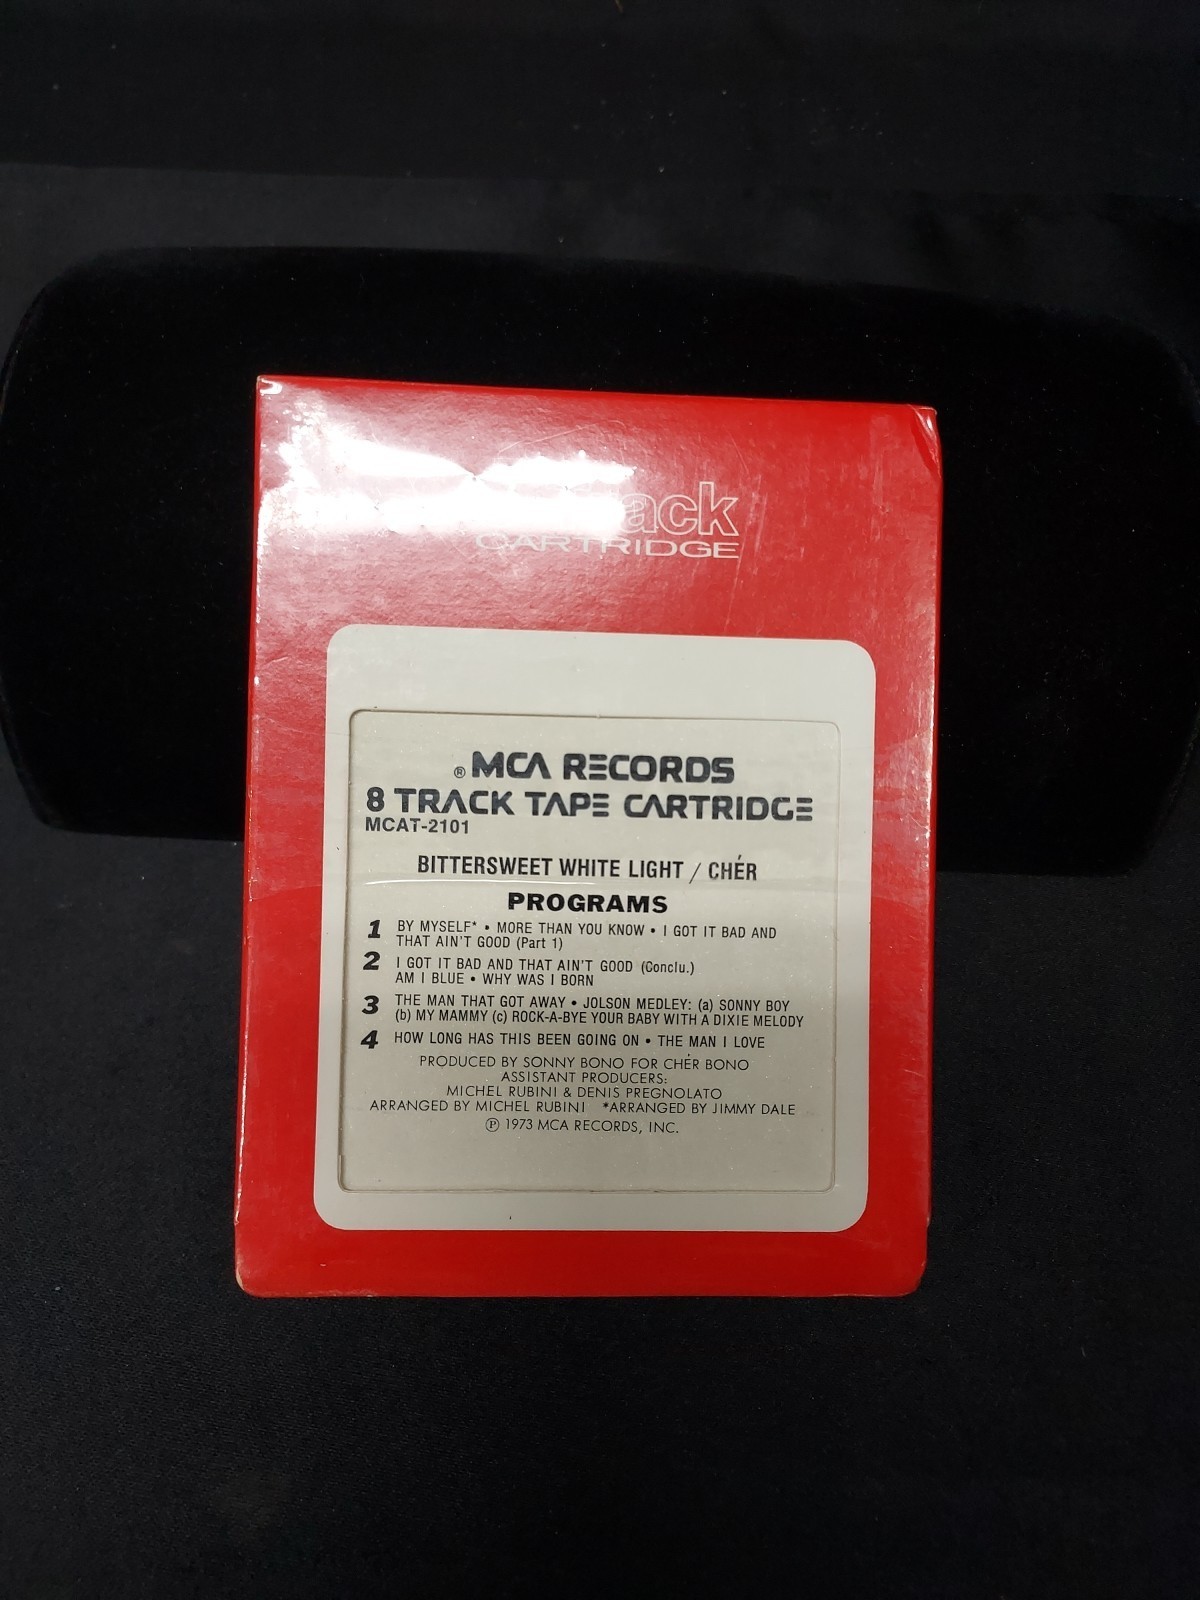 CARTRIDGE
® MCA RECORDS
8 TRACK TAPE CARTRIDGE
MCAT-2101
BITTERSWEET WHITE LIGHT / CHÉR
PROGRAMS
1 BY MYSELF* • MORE THAN YOU KNOW • I GOT IT BAD AND
THAT AIN'T GOOD (Part 1)
2 I GOT IT BAD AND THAT AIN'T GOOD (Conclu.)
AM I BLUE • WHY WAS I BORN
3 THE MAN THAT GOT AWAY • JOLSON MEDLEY: (a) SONNY BOY
(b) MY MAMMY (c) ROCK-A-BYE YOUR BABY WITH A DIXIE MELODY
4 HOW LONG HAS THIS BEEN GOING ON • THE MAN I LOVE
PRODUCED BY SONNY BONO FOR CHÉR BONO
ASSISTANT PRODUCERS:
MICHEL RUBINI & DENIS PREGNOLATO
ARRANGED BY MICHEL RUBINI *ARRANGED BY JIMMY DALE
℗ 1973 MCA RECORDS, INC.